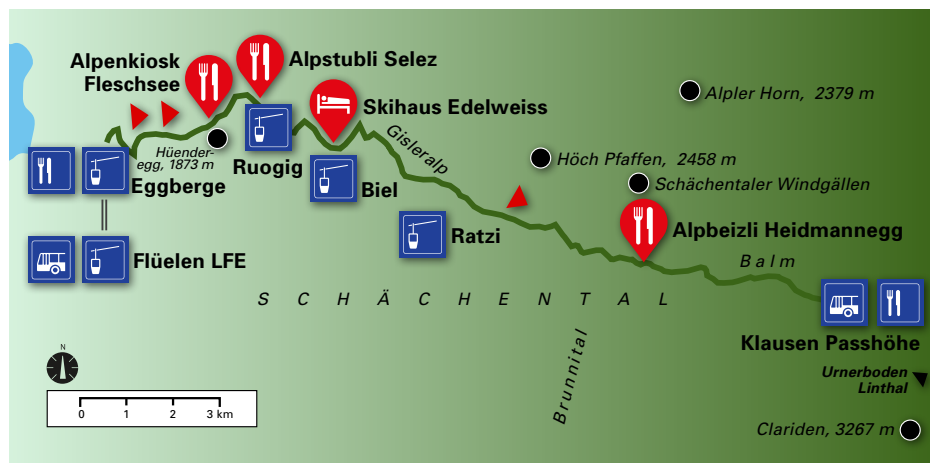 Alpenkiosk
Fleschsee
Alpstubli Selez
Skihaus Edelweiss
Alpler Horn, 2379 m
Gisleralp
Hüender-
egg, 1873 m
Ruogig
Höch Pfaffen, 2458 m
Eggberge
Biel
Schächentaler Windgällen
Ratzi
Alpbeizli Heidmannegg
Flüelen LFE
Balm
SCHÄCHENTAL
Klausen Passhöhe
Brunnital
N
Urnerboden
Linthal
0 1 2 3 km
Clariden, 3267 m